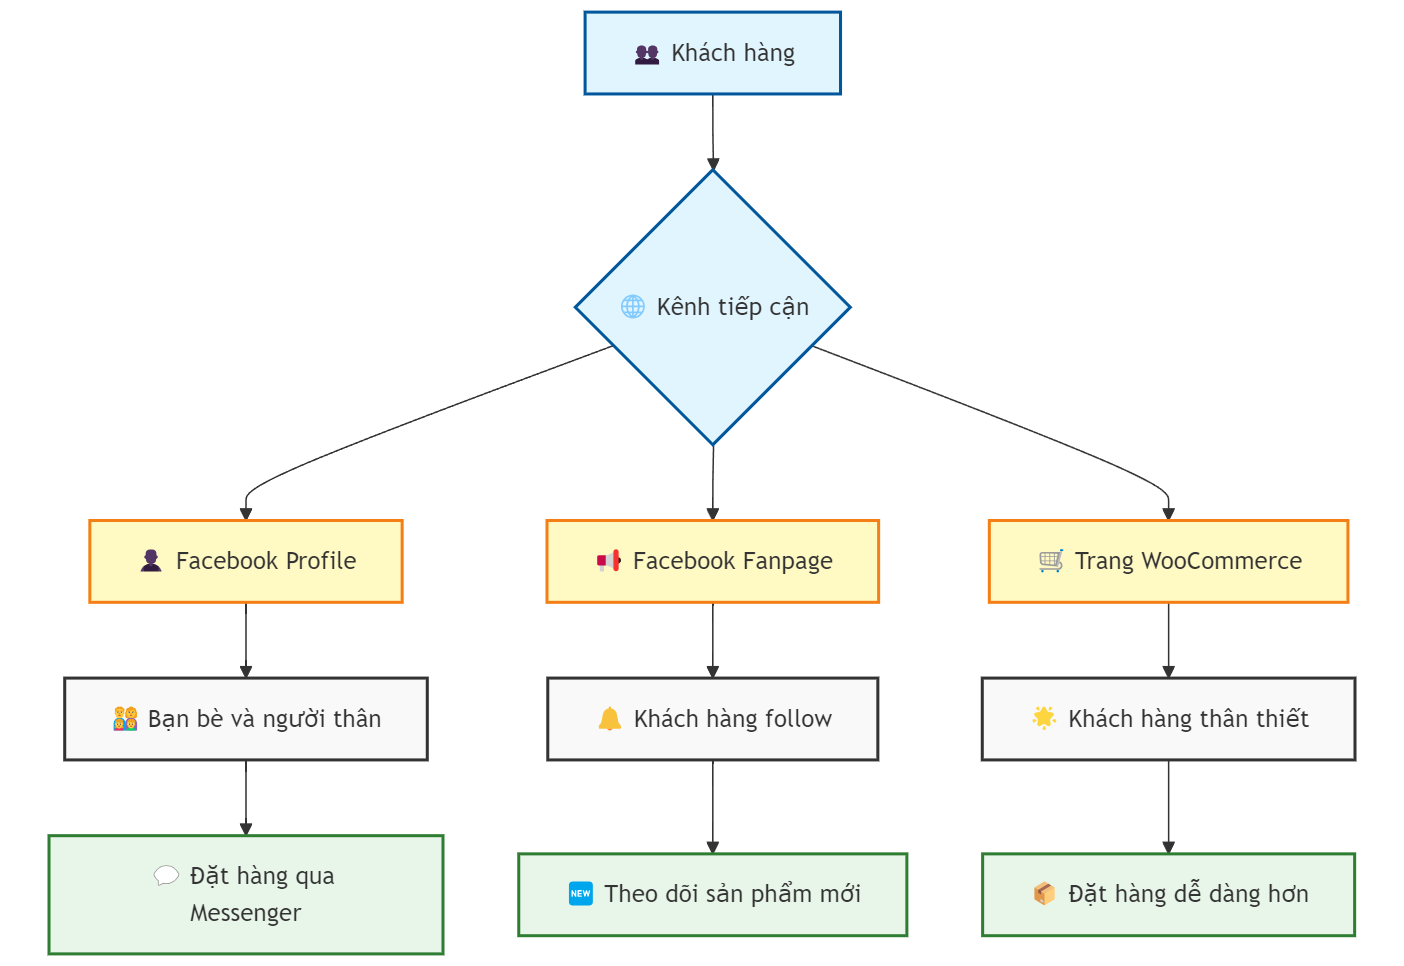 👥 Khách hàng
🌐 Kênh tiếp cận
👤 Facebook Profile
📢 Facebook Fanpage
🛒 Trang WooCommerce
👨‍👩‍👧‍👦 Bạn bè và người thân
🔔 Khách hàng follow
🌟 Khách hàng thân thiết
💬 Đặt hàng qua
Messenger
🆕 Theo dõi sản phẩm mới
📦 Đặt hàng dễ dàng hơn